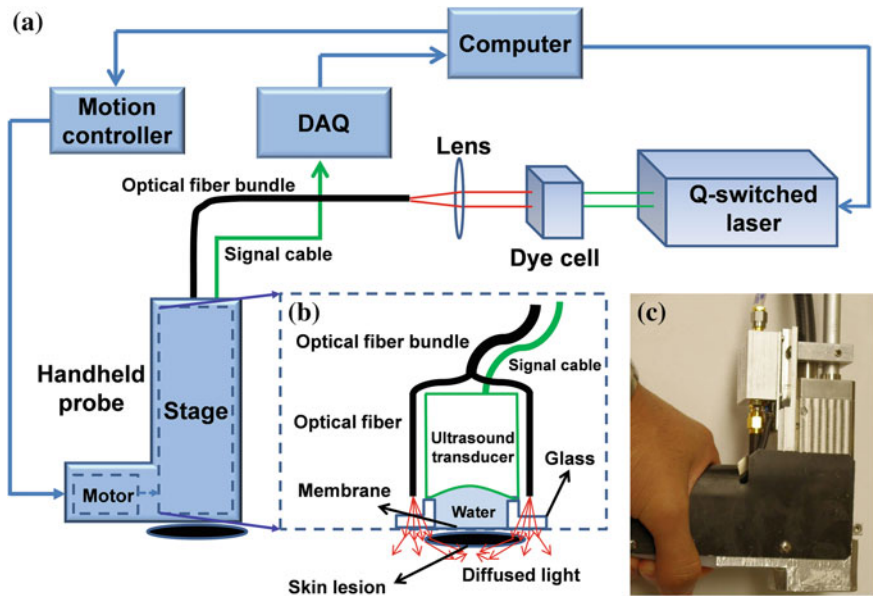 (a)
Computer
Motion
controller
DAQ
Lens
Optical fiber bundle
Q-switched
laser
Signal cable
Dye cell
(b)
(c)
Optical fiber bundle
Signal cable
Handheld
probe
Stage
Optical fiber
Ultrasound
transducer
Glass
Motor
Membrane
Water
Skin lesion
Diffused light